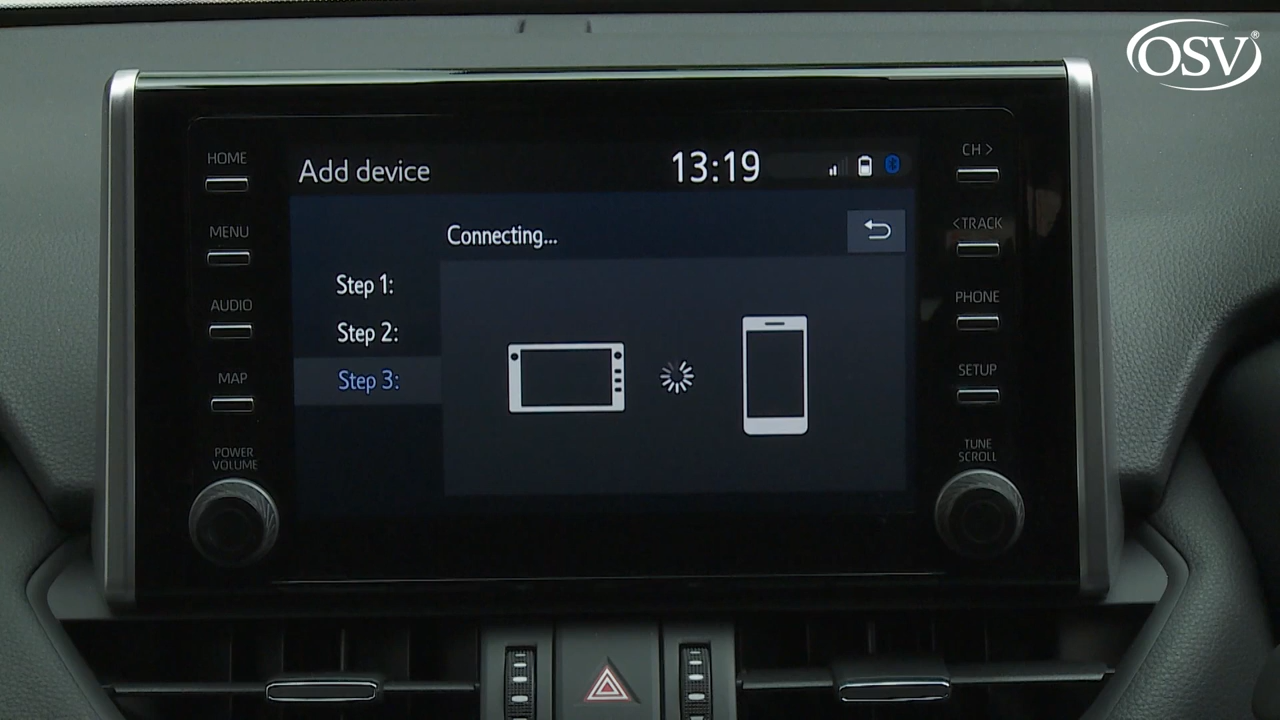 OSV®
HOME
MENU
AUDIO
MAP
POWER
VOLUME
Add device
13:19
Connecting...
Step 1:
Step 2:
Step 3:
CH >
<TRACK
PHONE
SETUP
TUNE
SCROLL